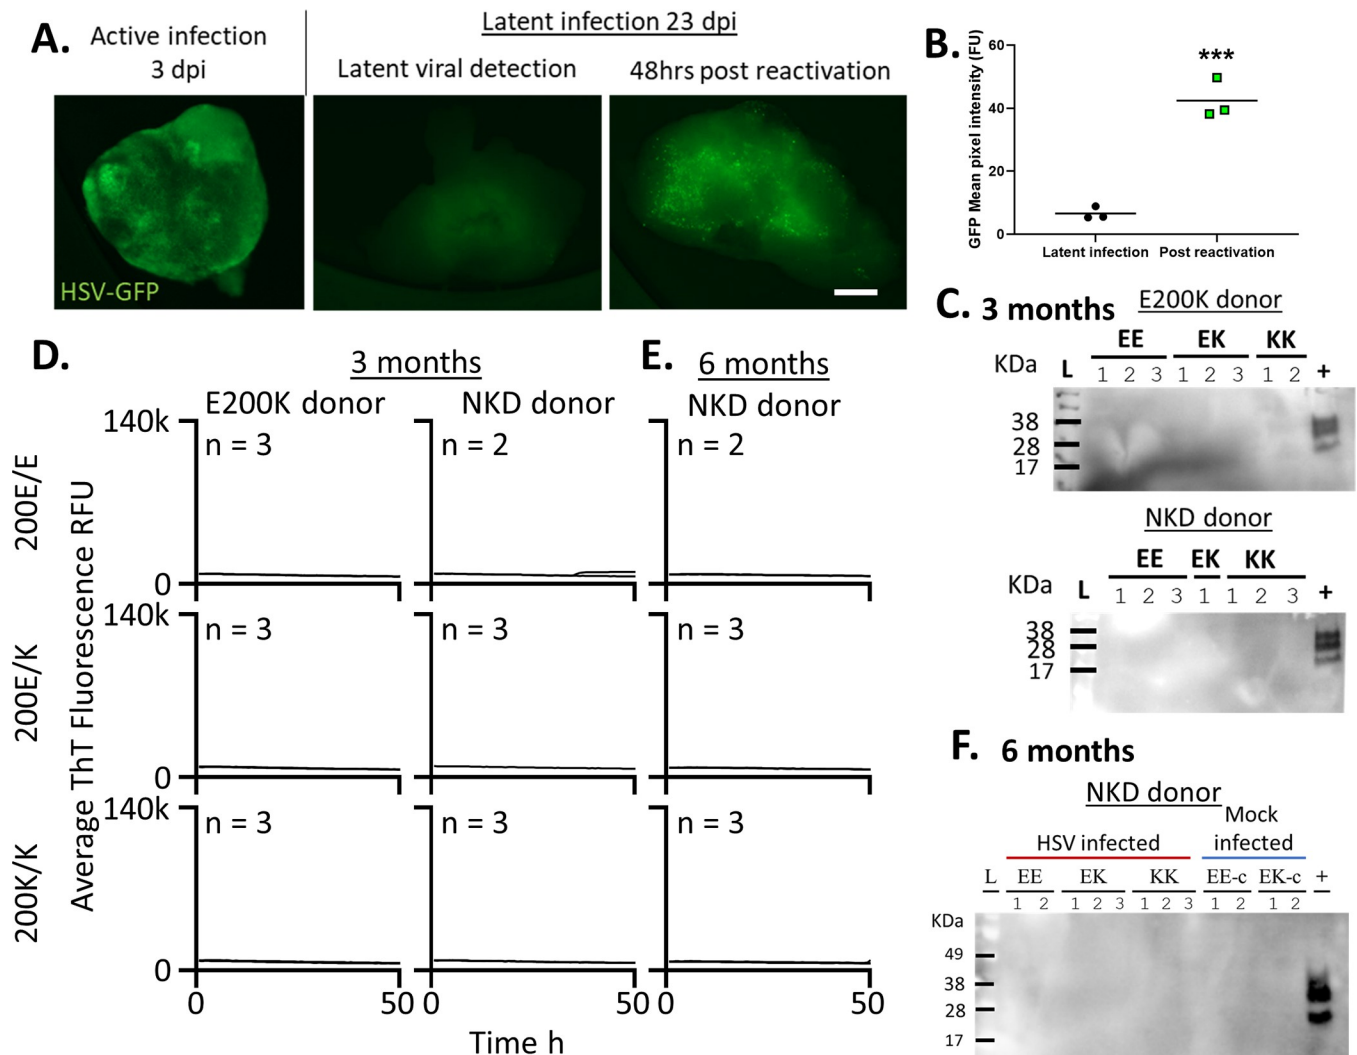 A.
Active infection
3 dpi
Latent infection 23 dpi
Latent viral detection
48hrs post reactivation
HSV-GFP
B.
GFP Mean pixel intensity (FU)
60
40
20
0
***
Latent infection
Post reactivation
C. 3 months
E200K donor
EE EK KK
KDa L 1 2 3 1 2 3 1 2 +
38
28
17
NKD donor
EE EK KK
KDa L 1 2 3 1 1 2 3 +
38
28
17
D.
3 months
E200K donor
NKD donor
E.
6 months
NKD donor
Average ThT Fluorescence RFU
200E/E
140k
n = 3
n = 2
n = 2
0
200E/K
140k
n = 3
n = 3
n = 3
0
200K/K
140k
n = 3
n = 3
n = 3
0
0 50 0 50 0 50
Time h
F. 6 months
NKD donor
HSV infected
Mock
infected
L EE EK KK EE-c EK-c +
1 2 1 2 3 1 2 3 1 2 1 2
KDa
49
38
28
17